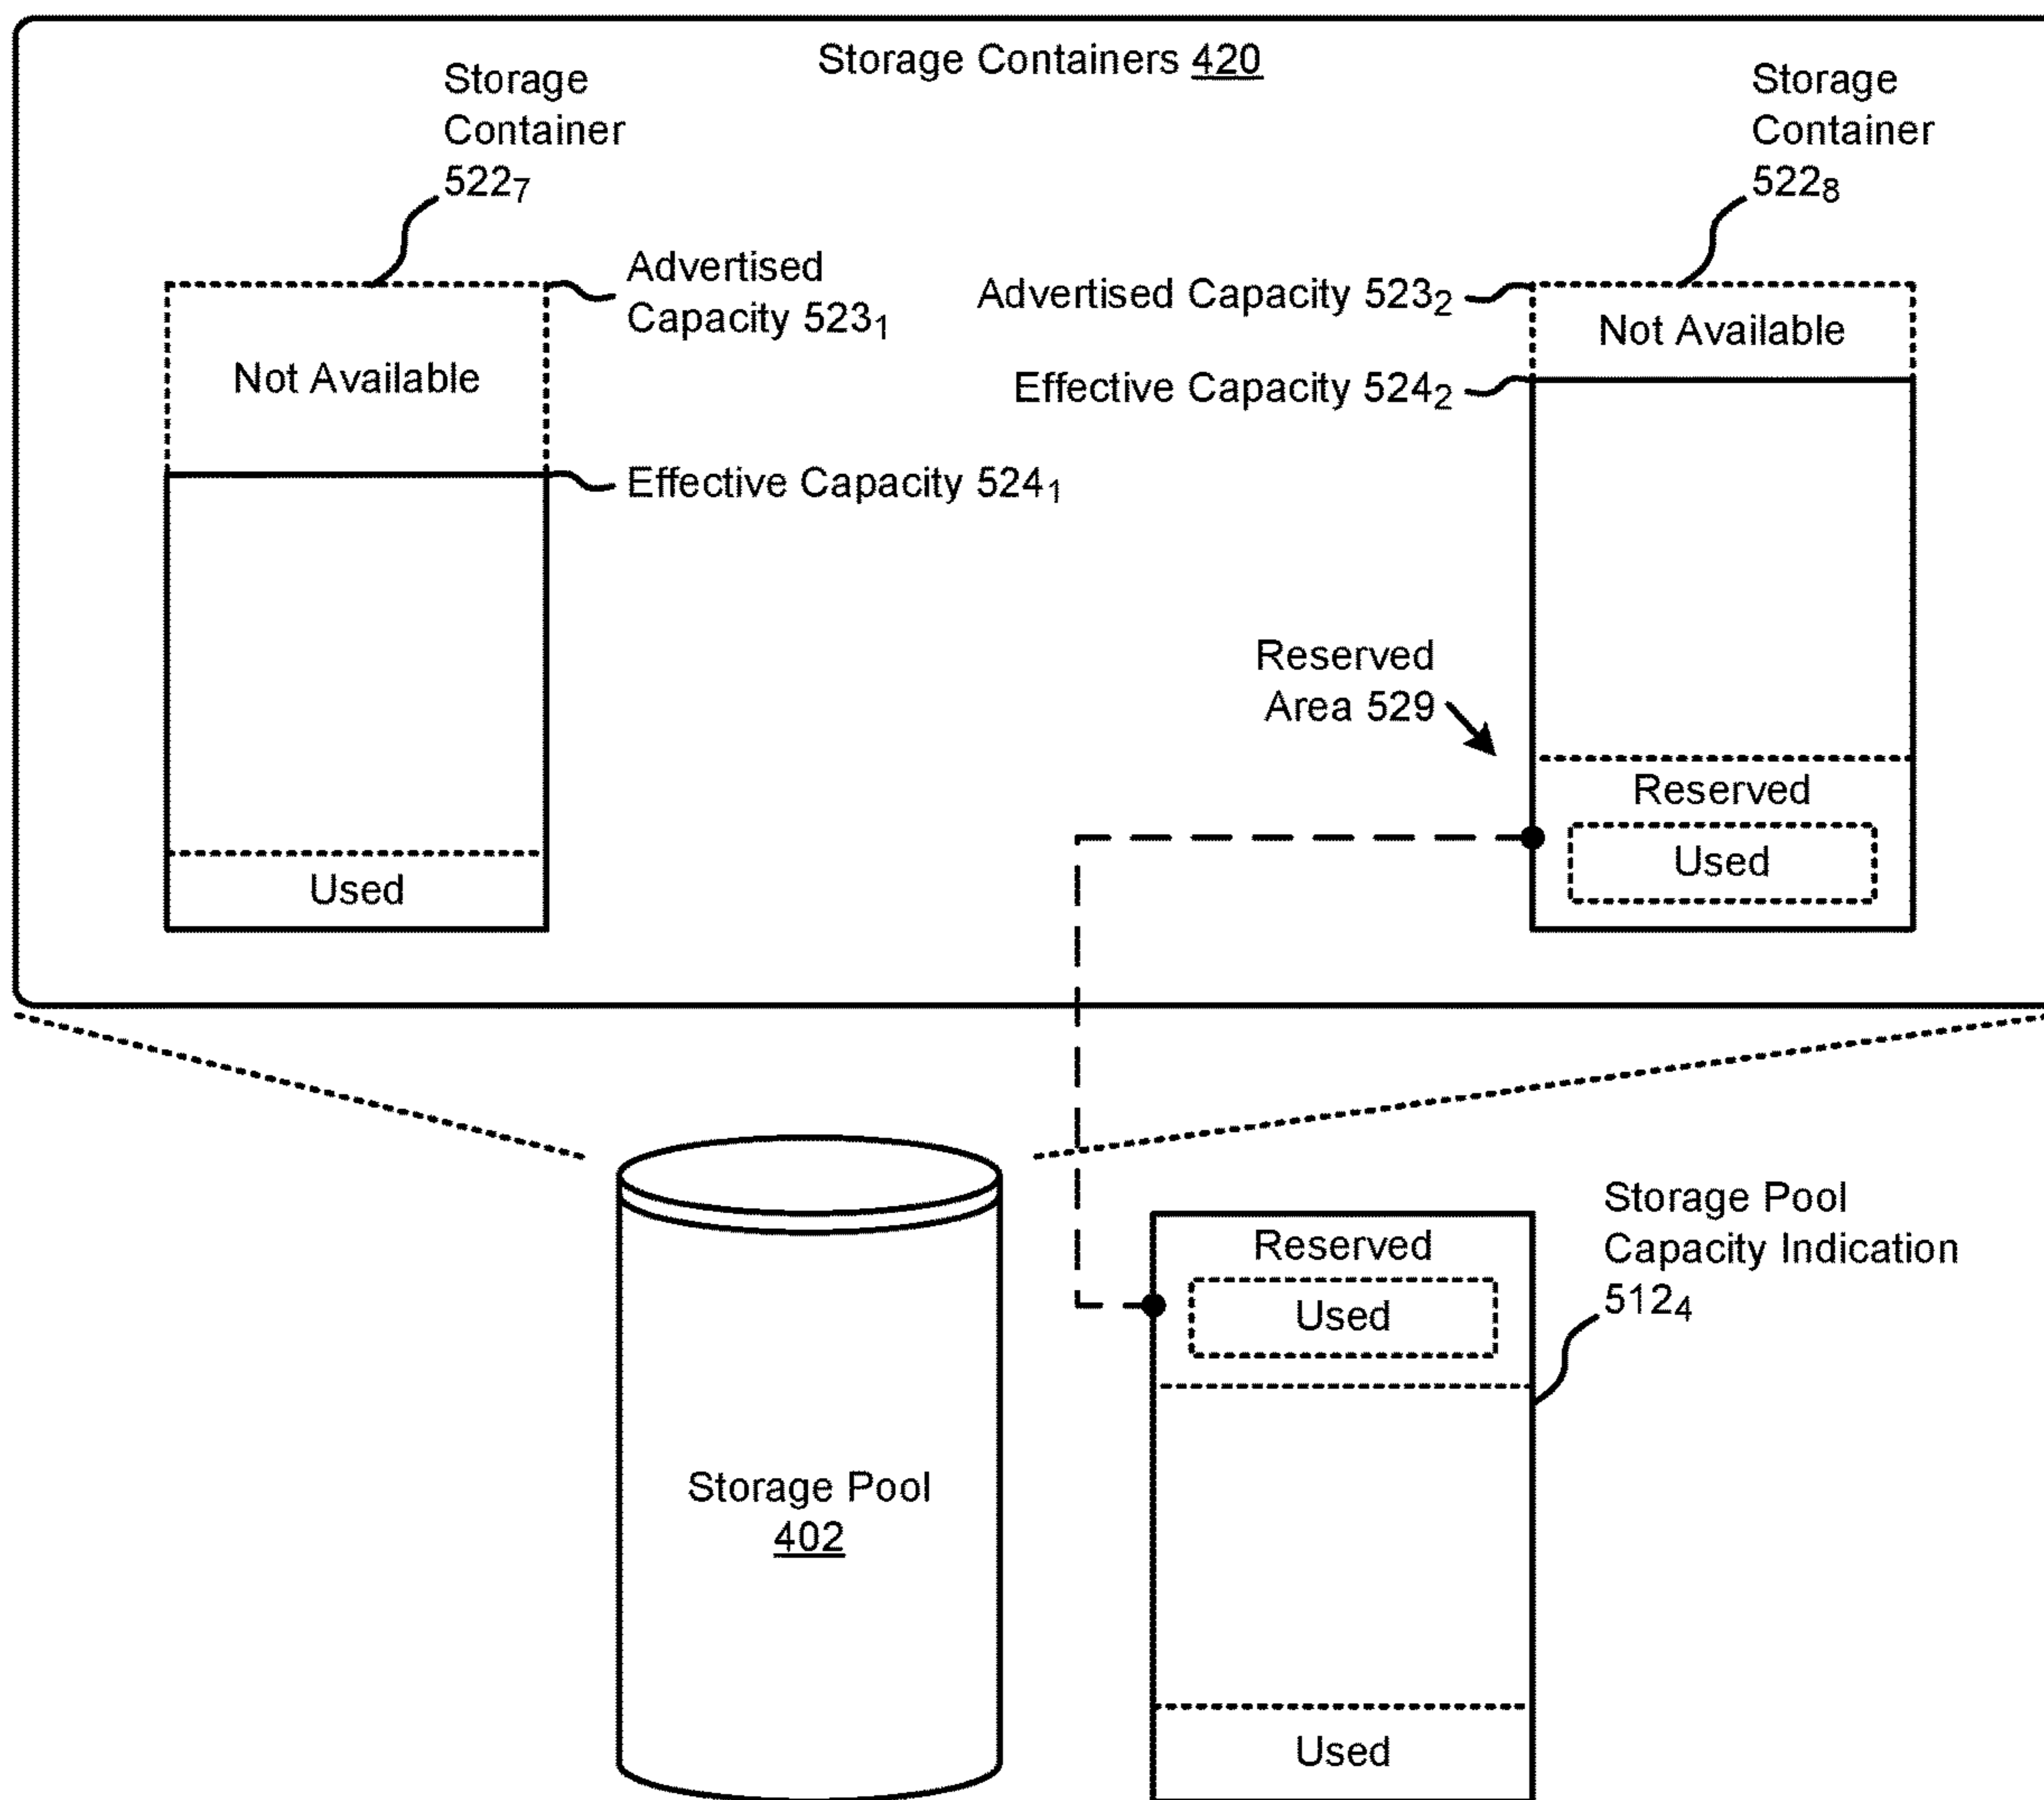 Storage Containers 420
Storage
Container
522₇
Storage
Container
522₈
Advertised
Capacity 523₁
Advertised Capacity 523₂
Not Available
Not Available
Effective Capacity 524₂
Effective Capacity 524₁
Reserved
Area 529
Reserved
Used
Used
Storage Pool
Capacity Indication
512₄
Reserved
Used
Storage Pool
402
Used